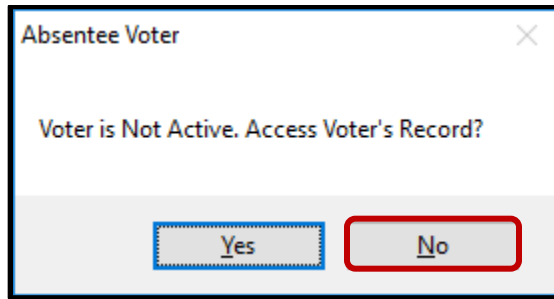 Absentee Voter
Voter is Not Active. Access Voter's Record?
Yes
No